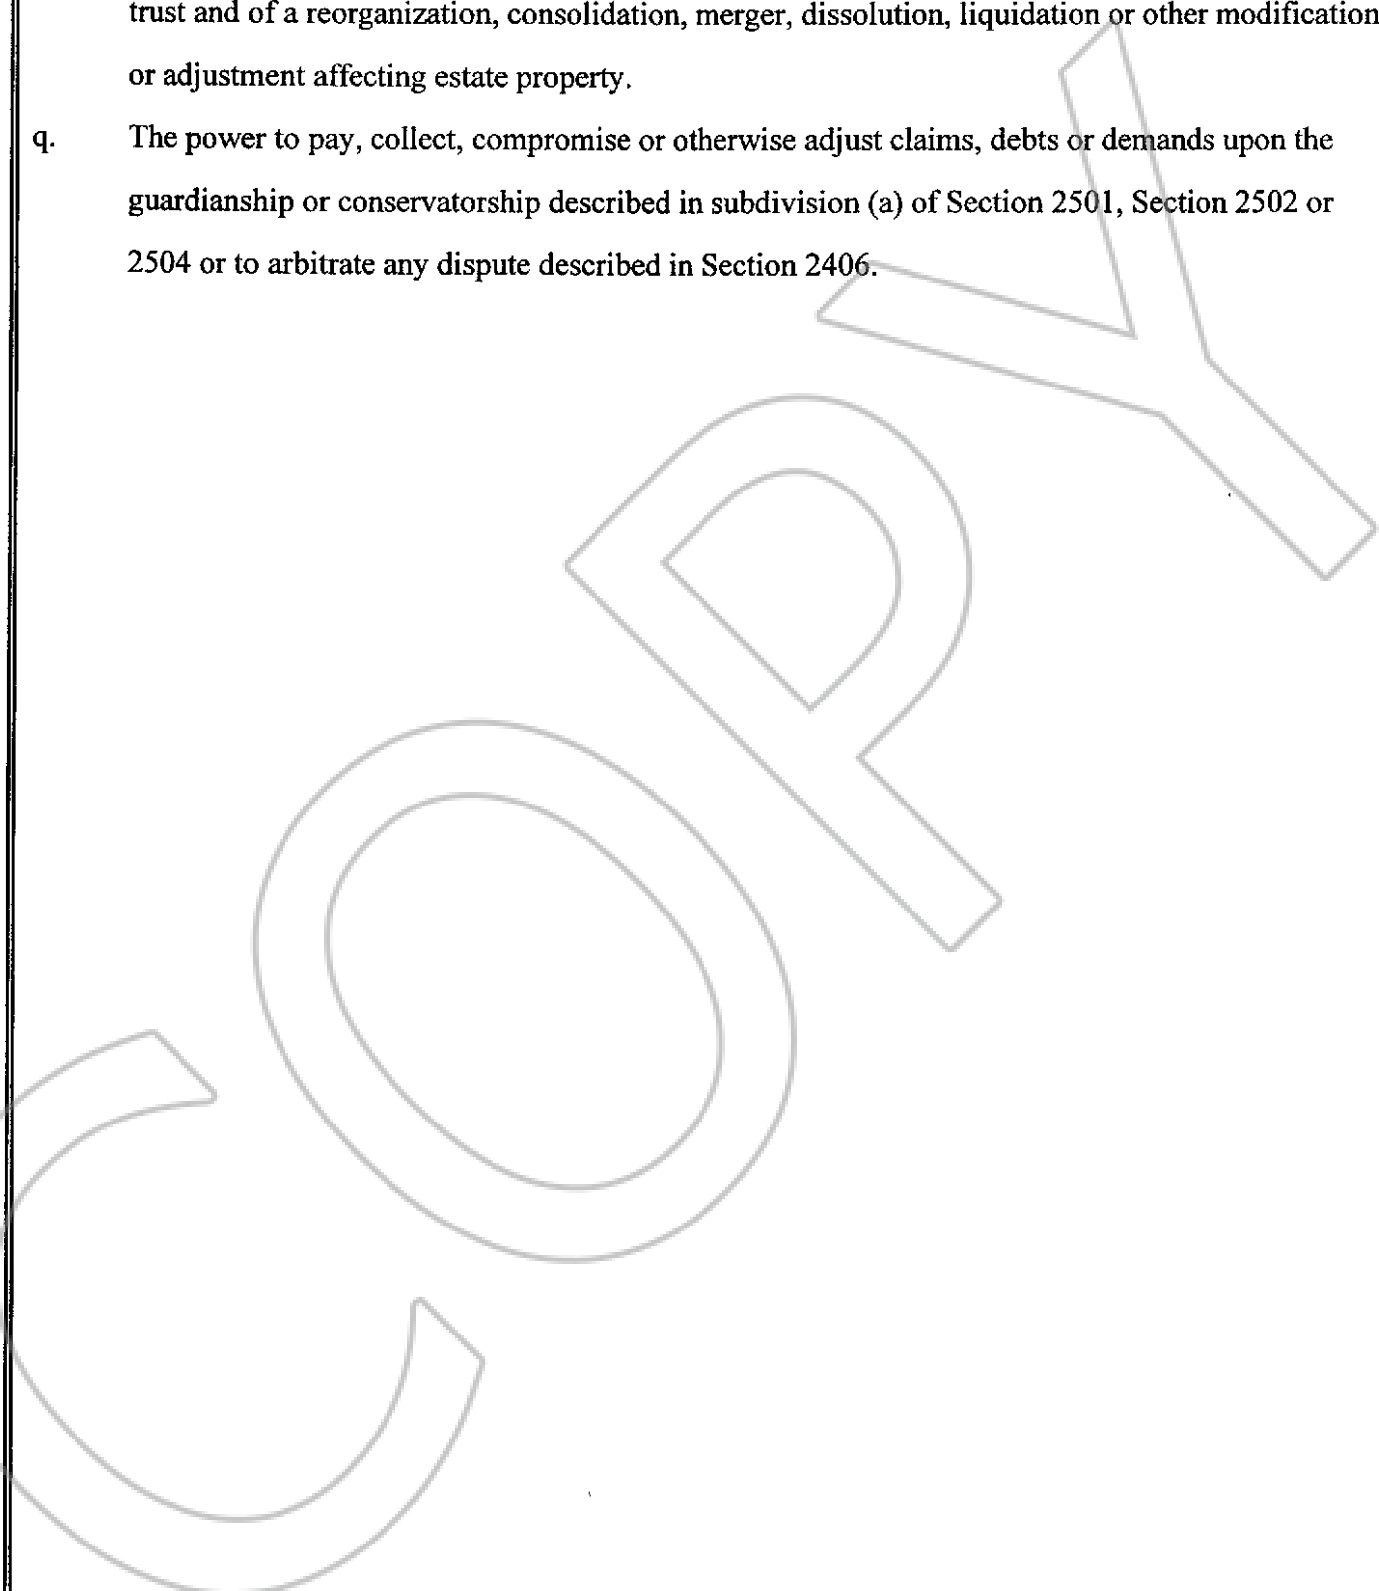 trust and of a reorganization, consolidation, merger, dissolution, liquidation or other modification
or adjustment affecting estate property.
q. The power to pay, collect, compromise or otherwise adjust claims, debts or demands upon the
guardianship or conservatorship described in subdivision (a) of Section 2501, Section 2502 or
2504 or to arbitrate any dispute described in Section 2406.
COPY